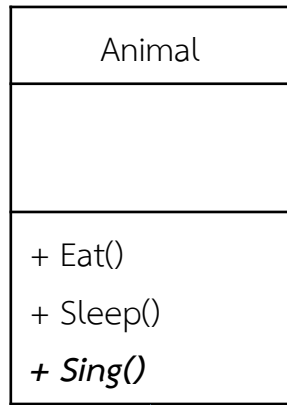 Animal
+ Eat()
+ Sleep()
+ Sing()